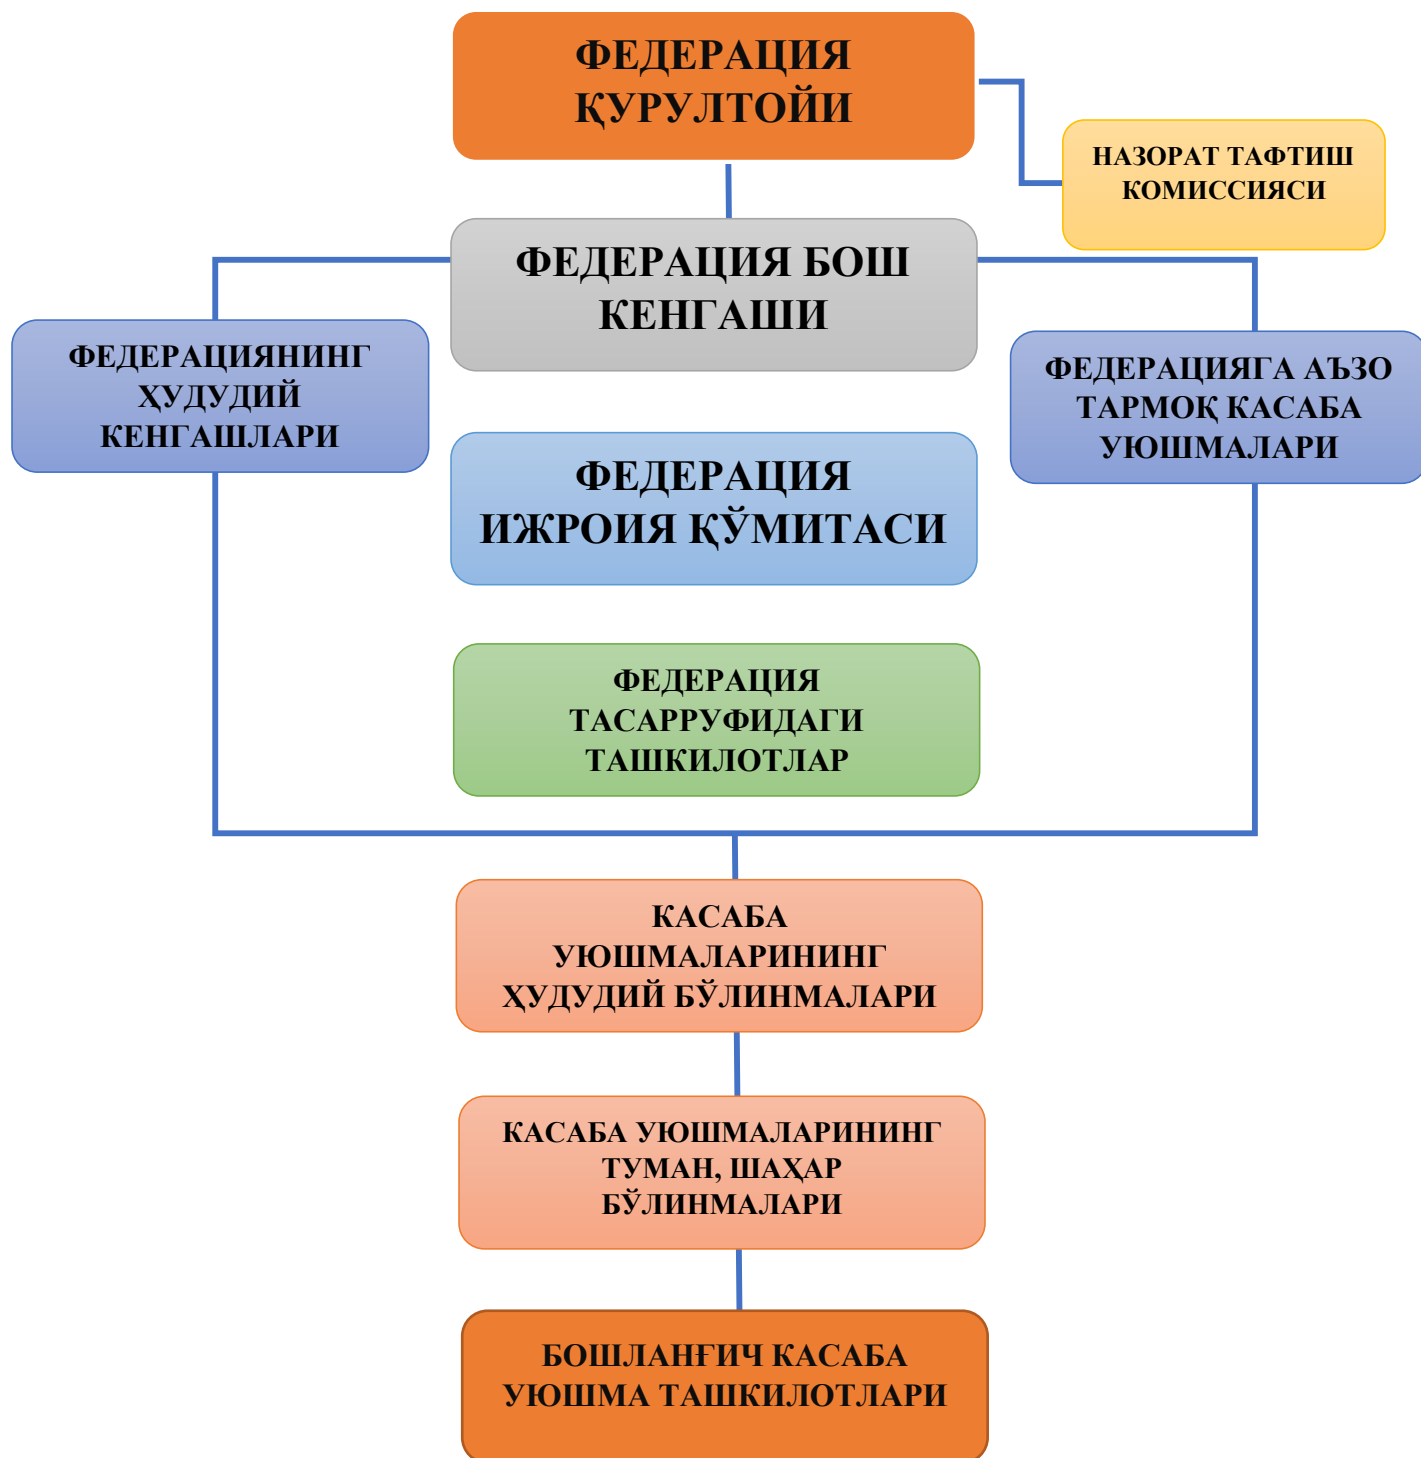 ФЕДЕРАЦИЯ
ҚУРУЛТОЙИ
НАЗОРАТ ТАФТИШ
КОМИССИЯСИ
ФЕДЕРАЦИЯ БОШ
КЕНГАШИ
ФЕДЕРАЦИЯНИНГ
ҲУДУДИЙ
КЕНГАШЛАРИ
ФЕДЕРАЦИЯГА АЪЗО
ТАРМОҚ КАСАБА
УЮШМАЛАРИ
ФЕДЕРАЦИЯ
ИЖРОИЯ ҚЎМИТАСИ
ФЕДЕРАЦИЯ
ТАСАРРУФИДАГИ
ТАШКИЛОТЛАР
КАСАБА
УЮШМАЛАРИНИНГ
ҲУДУДИЙ БЎЛИНМАЛАРИ
КАСАБА УЮШМАЛАРИНИНГ
ТУМАН, ШАҲАР
БЎЛИНМАЛАРИ
БОШЛАНҒИЧ КАСАБА
УЮШМА ТАШКИЛОТЛАРИ